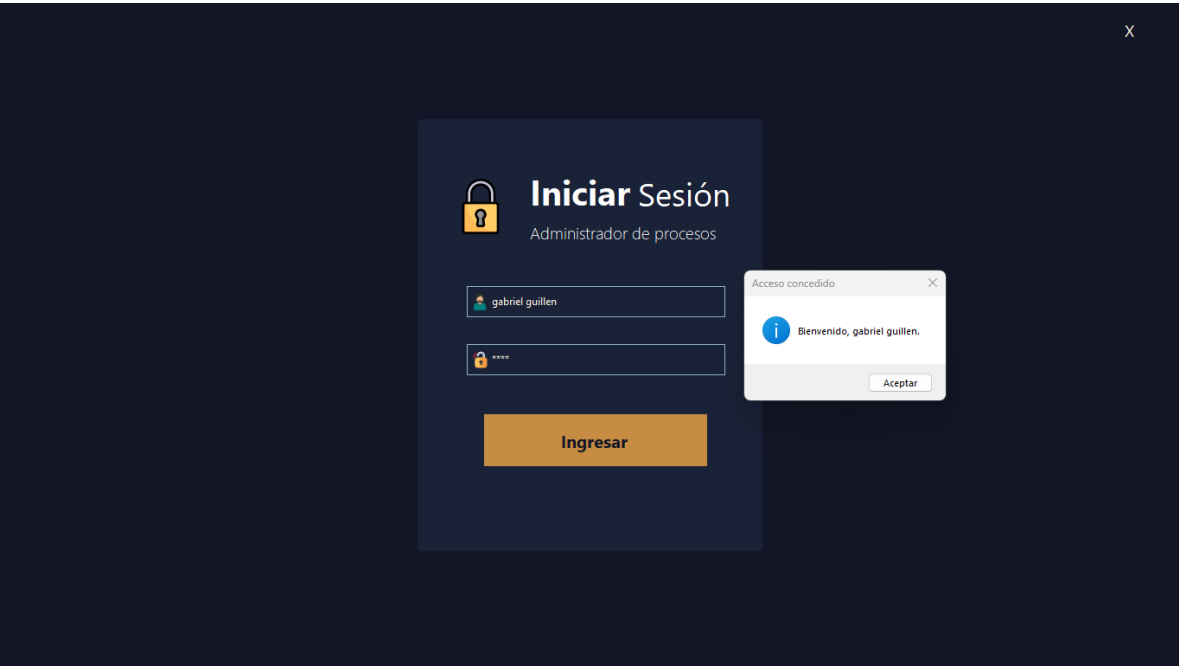 X
Iniciar Sesión
Administrador de procesos
gabriel guillen
****
Ingresar
Acceso concedido
Bienvenido, gabriel guillen.
Aceptar